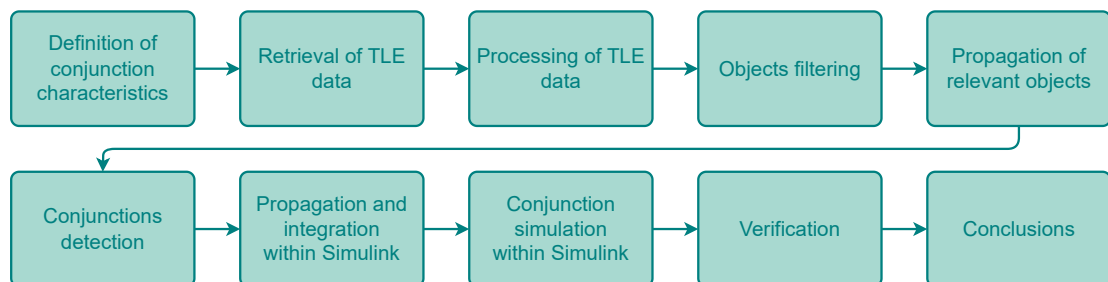 Definition of
conjunction
characteristics
Retrieval of TLE
data
Processing of TLE
data
Objects filtering
Propagation of
relevant objects
Conjunctions
detection
Propagation and
integration
within Simulink
Conjunction
simulation
within Simulink
Verification
Conclusions